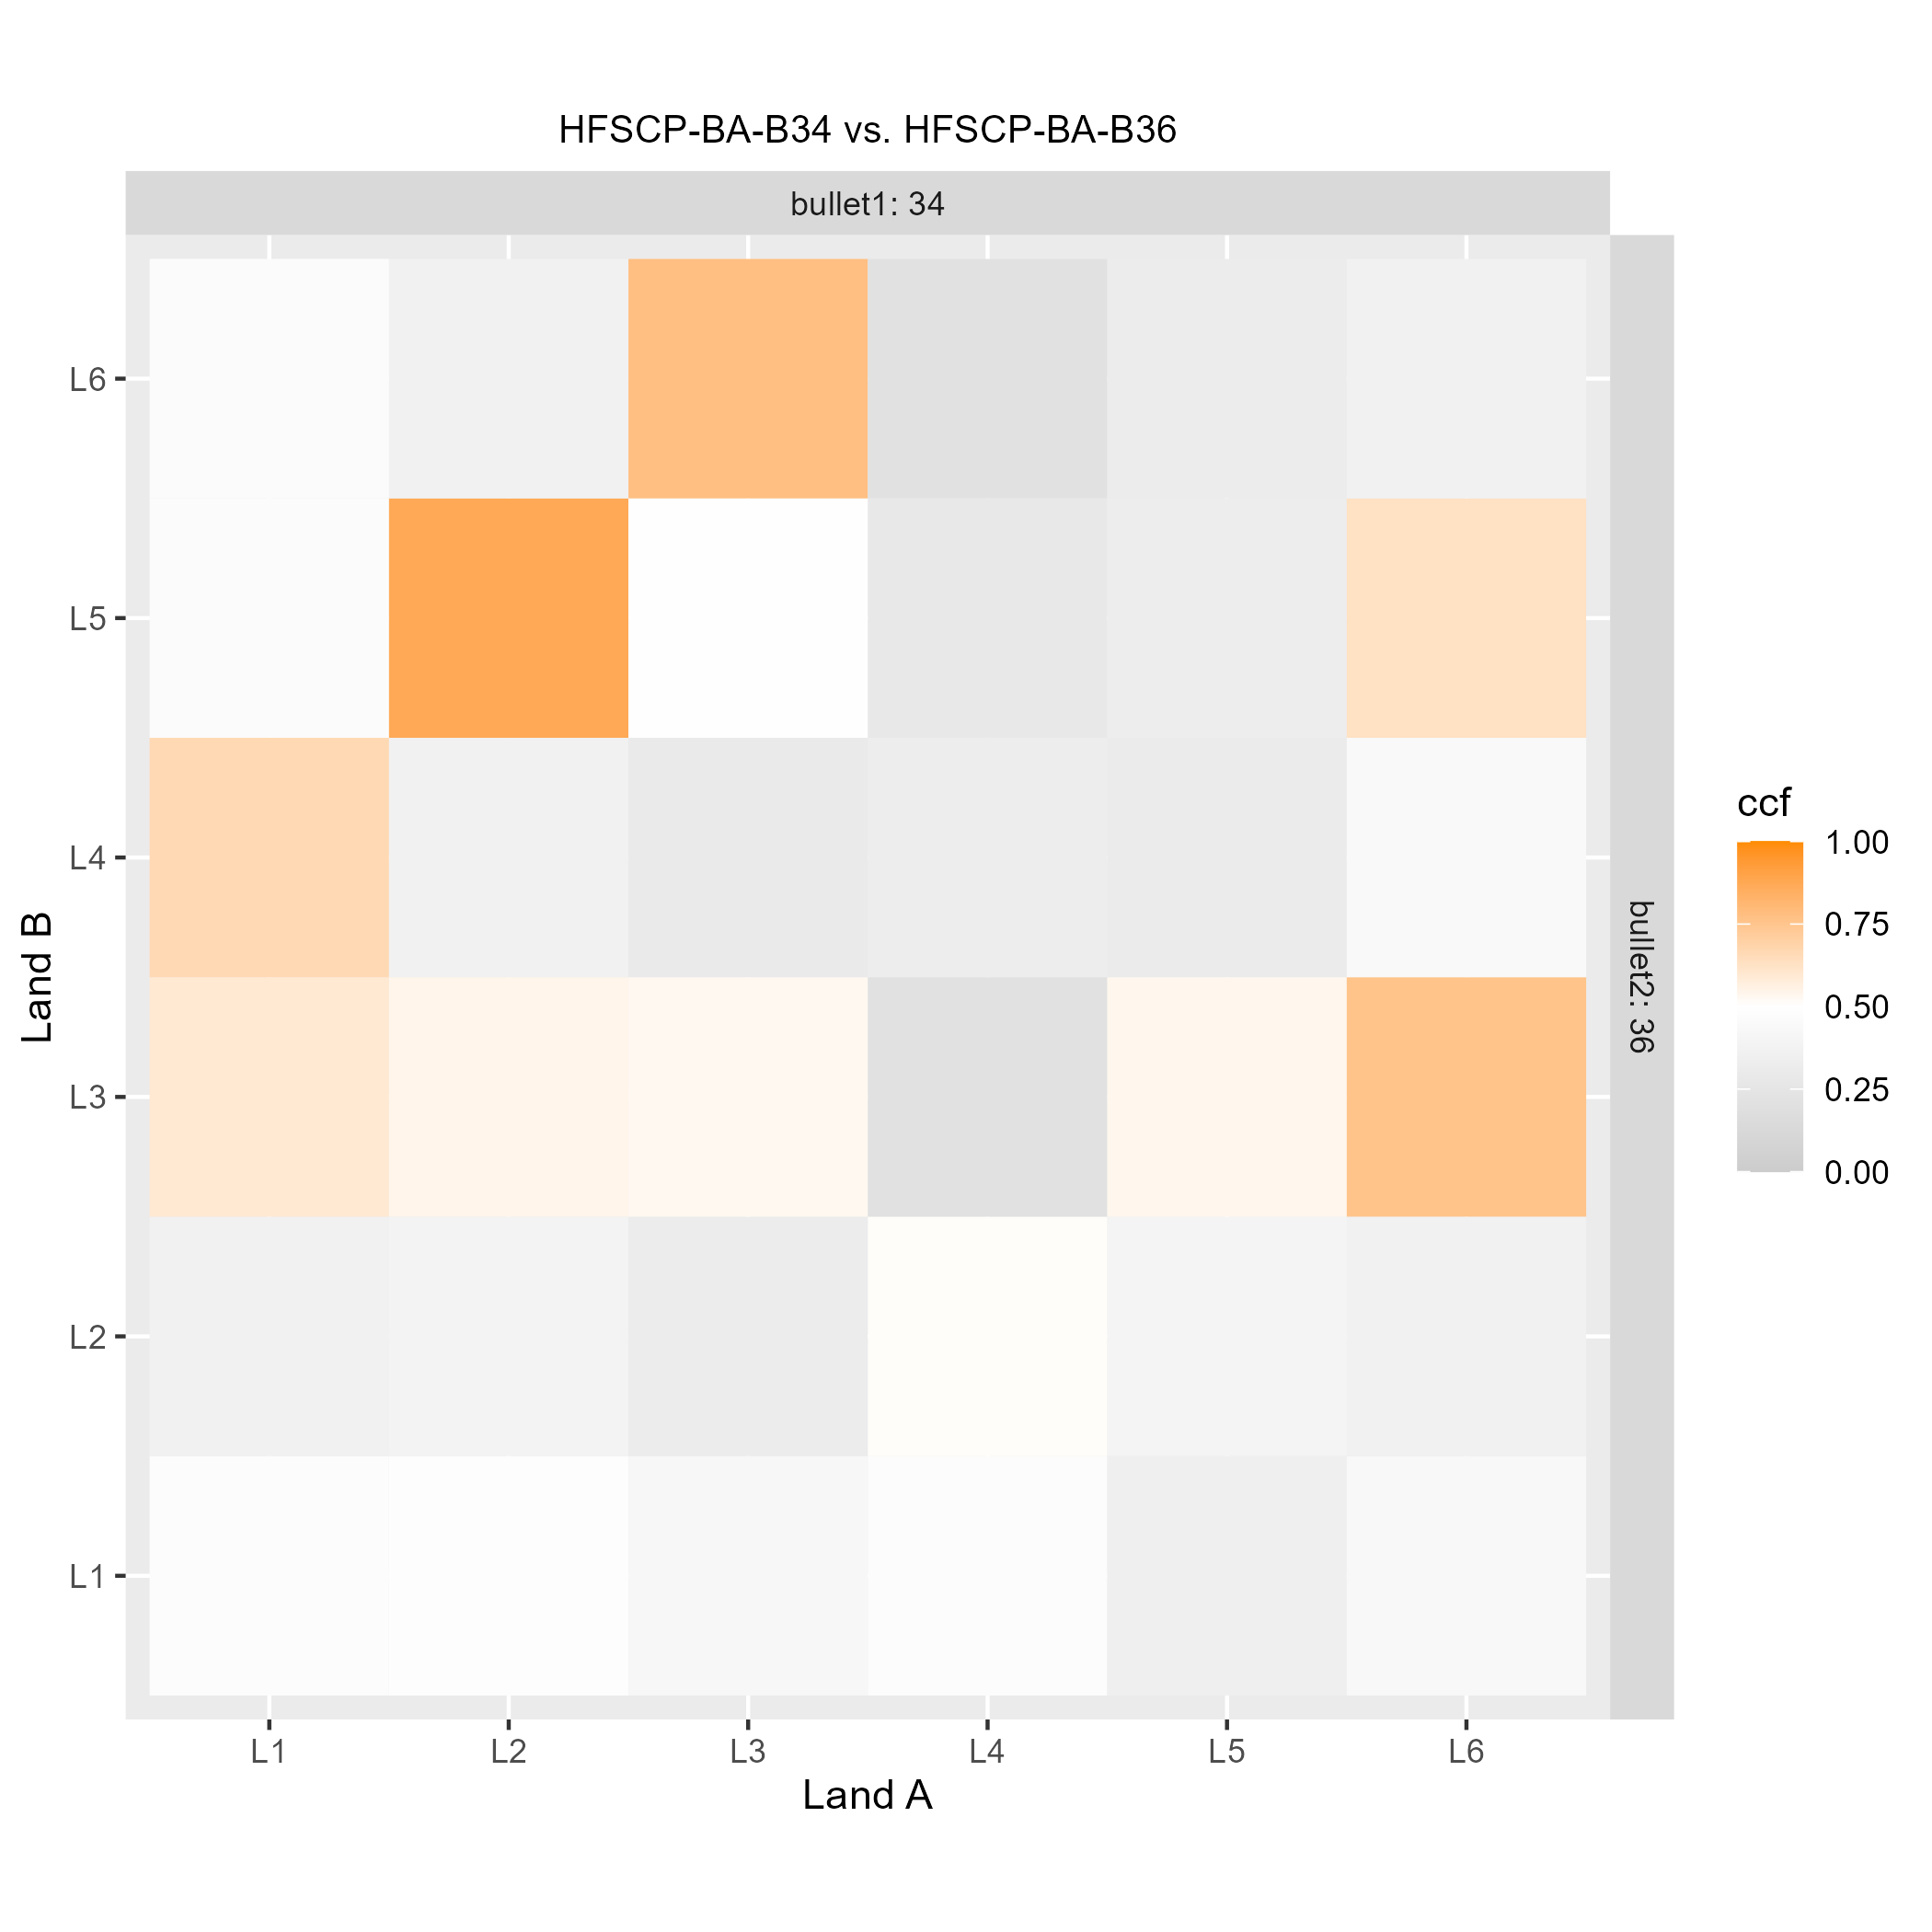 HFSCP-BA-B34 vs. HFSCP-BA-B36
bullet1: 34
L6
L5
L4
L3
L2
L1
Land B
bullet2: 36
L1 L2 L3 L4 L5 L6
Land A
ccf
1.00
0.75
0.50
0.25
0.00